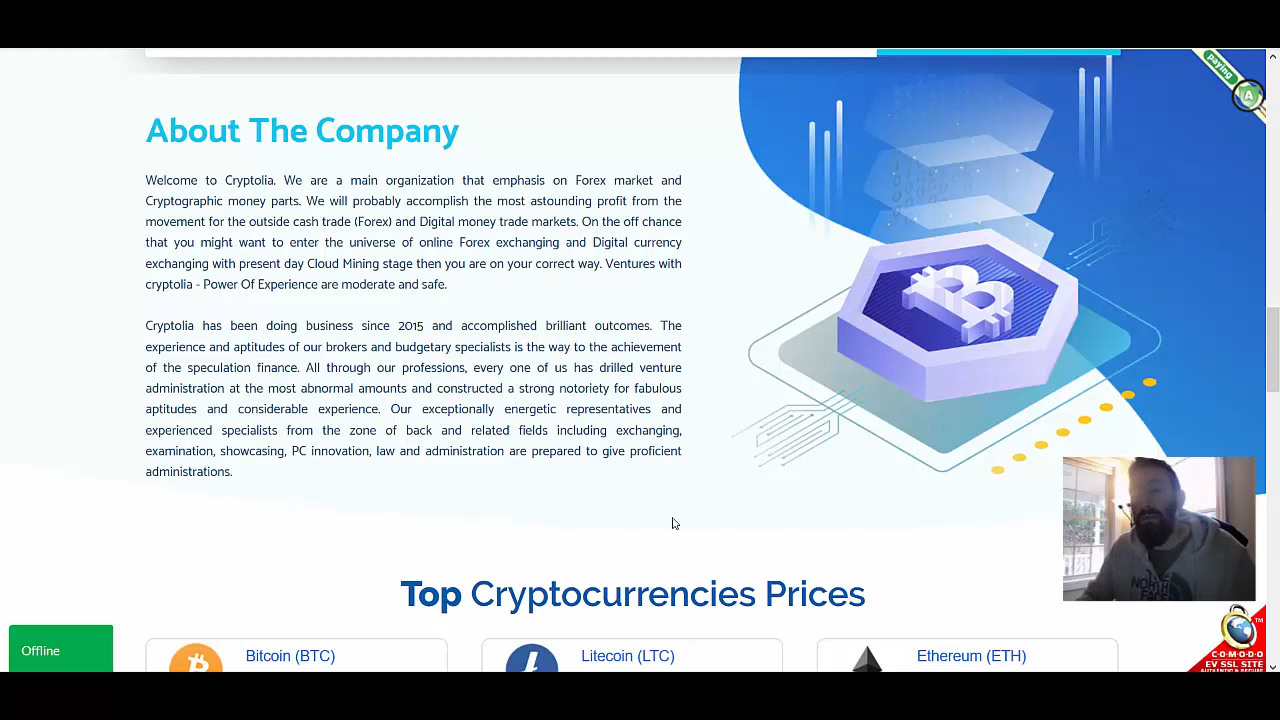 paying
A
About The Company
Welcome to Cryptolia. We are a main organization that emphasis on Forex market and
Cryptographic money parts. We will probably accomplish the most astounding profit from the
movement for the outside cash trade (Forex) and Digital money trade markets. On the off chance
that you might want to enter the universe of online Forex exchanging and Digital currency
exchanging with present day Cloud Mining stage then you are on your correct way. Ventures with
cryptolia - Power Of Experience are moderate and safe.
Cryptolia has been doing business since 2015 and accomplished brilliant outcomes. The
experience and aptitudes of our brokers and budgetary specialists is the way to the achievement
of the speculation finance. All through our professions, every one of us has drilled venture
administration at the most abnormal amounts and constructed a strong notoriety for fabulous
aptitudes and considerable experience. Our exceptionally energetic representatives and
experienced specialists from the zone of back and related fields including exchanging,
examination, showcasing, PC innovation, law and administration are prepared to give proficient
administrations.
THE
NORTH
FACE
Top Cryptocurrencies Prices
Offline
Bitcoin (BTC)
Litecoin (LTC)
Ethereum (ETH)
TM
C·O·M·O·D·O
EV SSL SITE
AUTHENTIC & SECURE